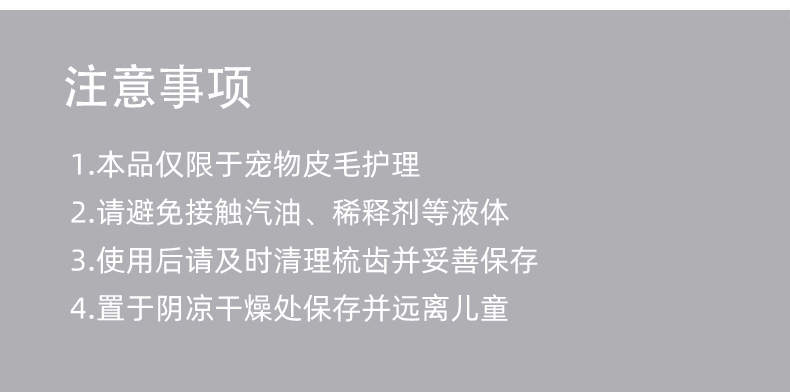 注意事项
1.本品仅限于宠物皮毛护理
2.请避免接触汽油、稀释剂等液体
3.使用后请及时清理梳齿并妥善保存
4.置于阴凉干燥处保存并远离儿童